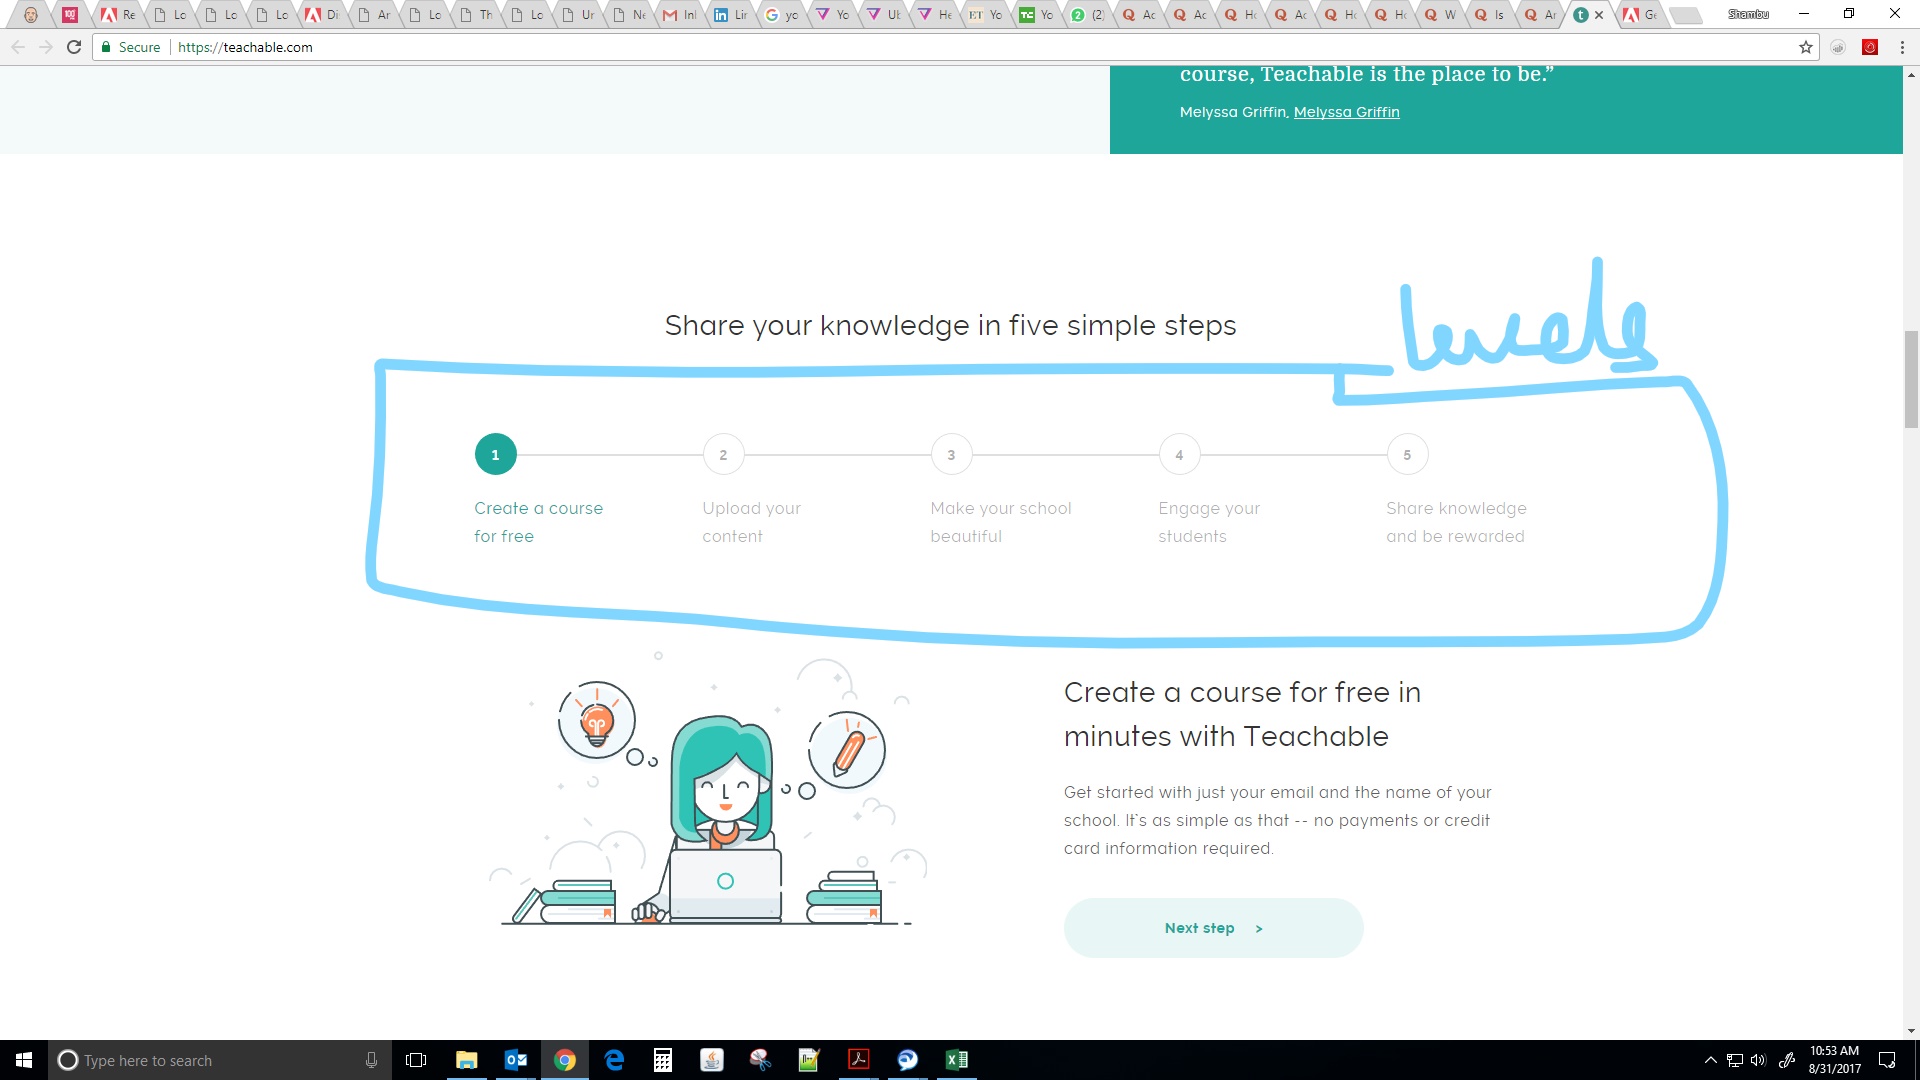 Re
Lo
Lo
Lo
Di
Ar
Lo
Th
Lo
Ur
Ne
Inl
Lir
yo
Yo
Ut
He
Yo
Yo
(2)
Ac
Ac
Ho
Ac
Ho
Ho
W
Is
Ar
Ge
Shambu
Secure
https://teachable.com
course, Teachable is the place to be.”
Melyssa Griffin, Melyssa Griffin
levels
Share your knowledge in five simple steps
1
2
3
4
5
Create a course
for free
Upload your
content
Make your school
beautiful
Engage your
students
Share knowledge
and be rewarded
Create a course for free in
minutes with Teachable
Get started with just your email and the name of your
school. It's as simple as that -- no payments or credit
card information required.
Next step >
Type here to search
10:53 AM
8/31/2017